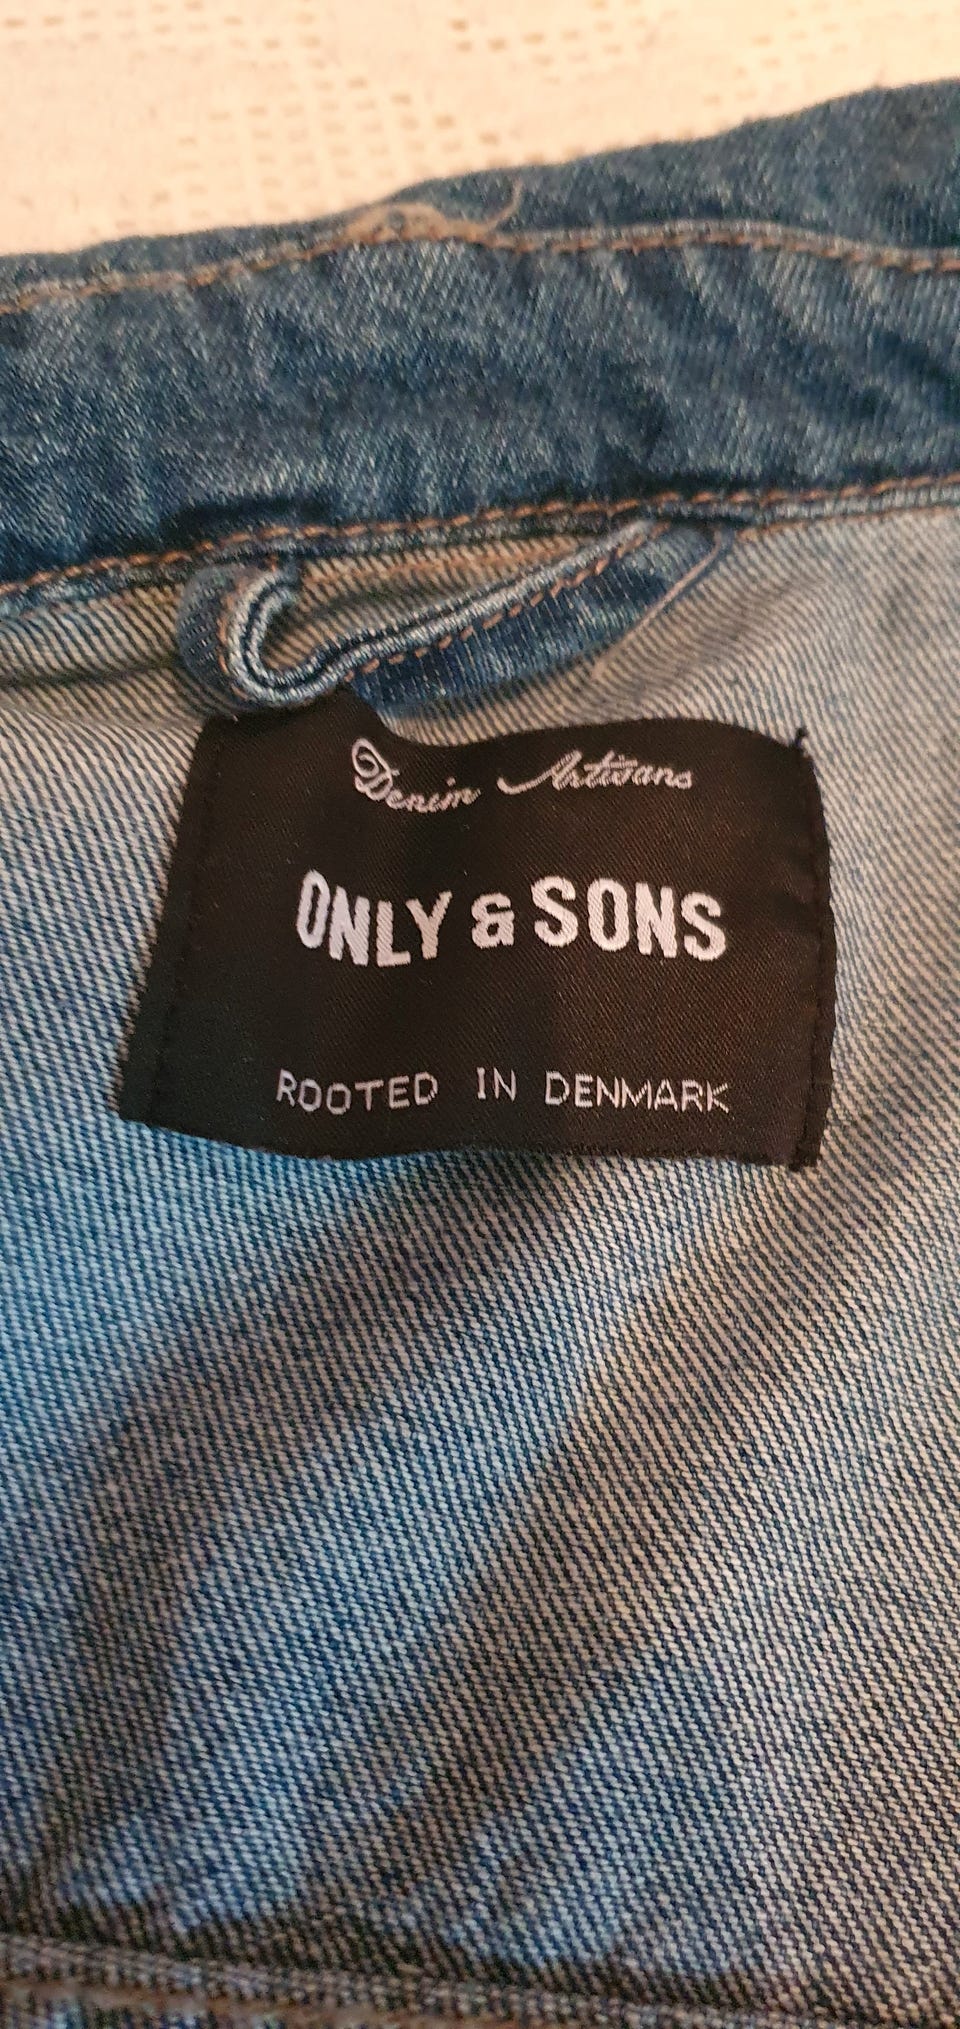 Denim Artisans
ONLY & SONS
ROOTED IN DENMARK